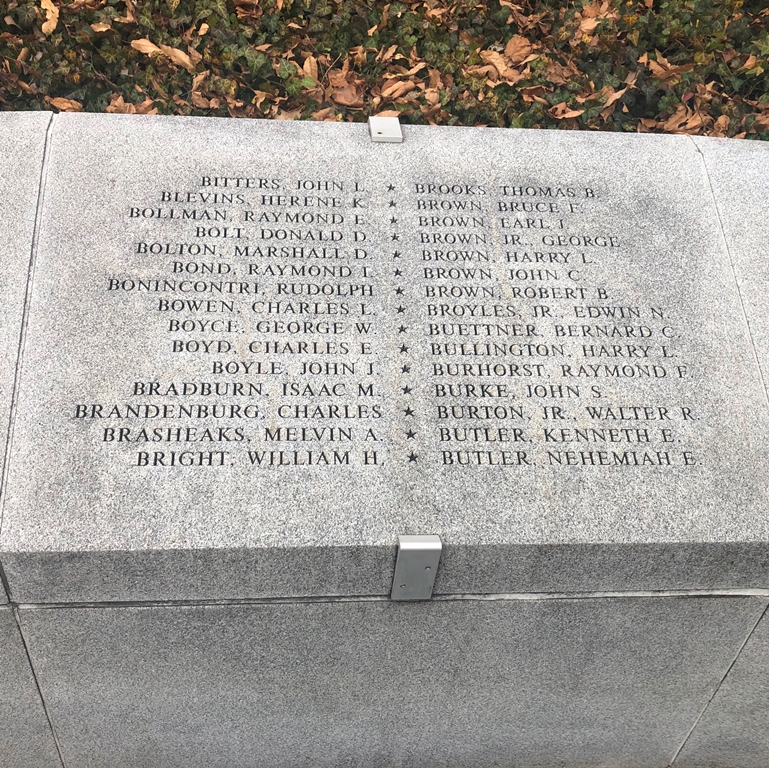 BITTERS, JOHN L. ★ BROOKS, THOMAS B.
BLEVINS, HERENE K. ★ BROWN, BRUCE F.
BOLLMAN, RAYMOND E. ★ BROWN, EARL J.
BOLT, DONALD D. ★ BROWN, JR., GEORGE
BOLTON, MARSHALL D. ★ BROWN, HARRY L.
BOND, RAYMOND I. ★ BROWN, JOHN C.
BONINCONTRI, RUDOLPH ★ BROWN, ROBERT B.
BOWEN, CHARLES L. ★ BROYLES, JR., EDWIN N.
BOYCE, GEORGE W. ★ BUETTNER, BERNARD C.
BOYD, CHARLES E. ★ BULLINGTON, HARRY L.
BOYLE, JOHN J. ★ BURHORST, RAYMOND F.
BRADBURN, ISAAC M. ★ BURKE, JOHN S.
BRANDENBURG, CHARLES ★ BURTON, JR., WALTER R.
BRASHEAKS, MELVIN A. ★ BUTLER, KENNETH E.
BRIGHT, WILLIAM H. ★ BUTLER, NEHEMIAH E.